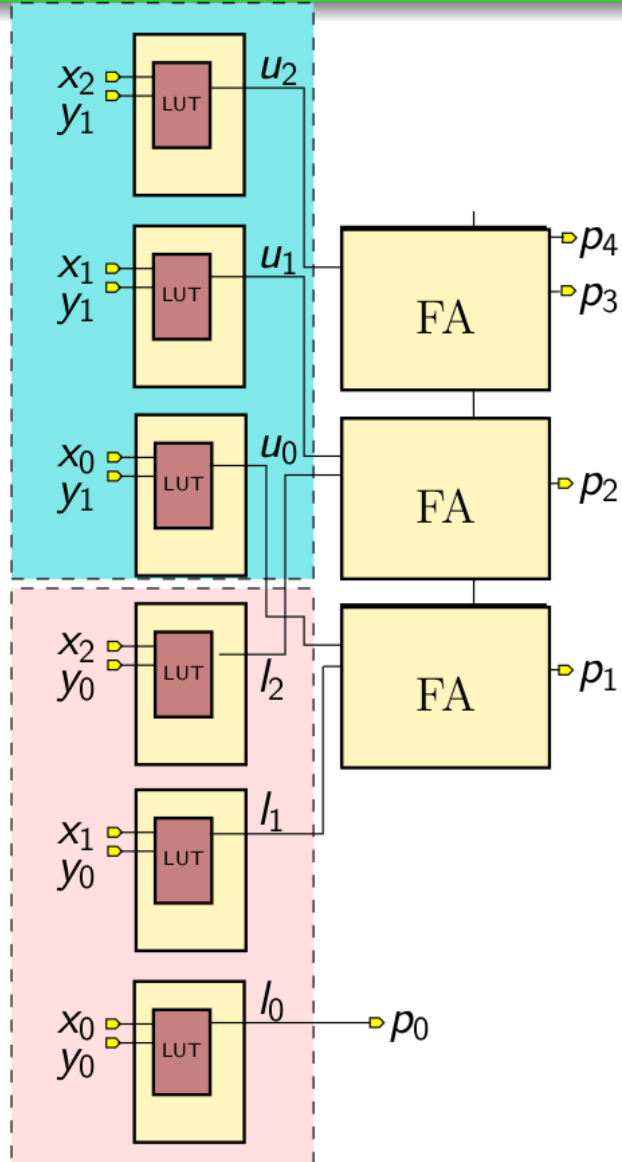 x₂ LUT u₂
y₁
x₁ LUT u₁
y₁
x₀ LUT u₀
y₁
x₂ LUT l₂
y₀
x₁ LUT l₁
y₀
x₀ LUT l₀ p₀
y₀
FA p₄
p₃
FA p₂
FA p₁